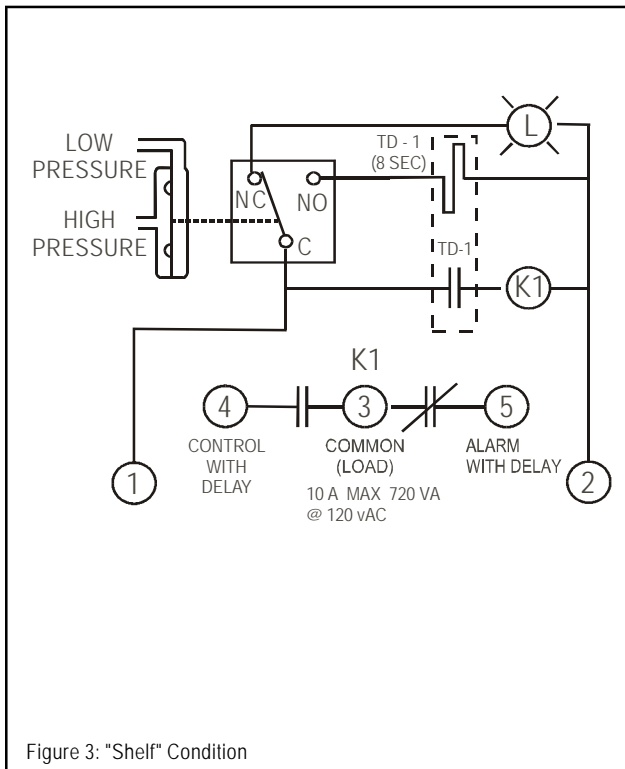 L
TD - 1
(8 SEC)
LOW
PRESSURE
NC
NO
HIGH
PRESSURE
C
TD-1
K1
K1
4
3
5
CONTROL
WITH
DELAY
COMMON
(LOAD)
ALARM
WITH DELAY
10 A MAX 720 VA
@ 120 vAC
1
2
Figure 3: "Shelf" Condition